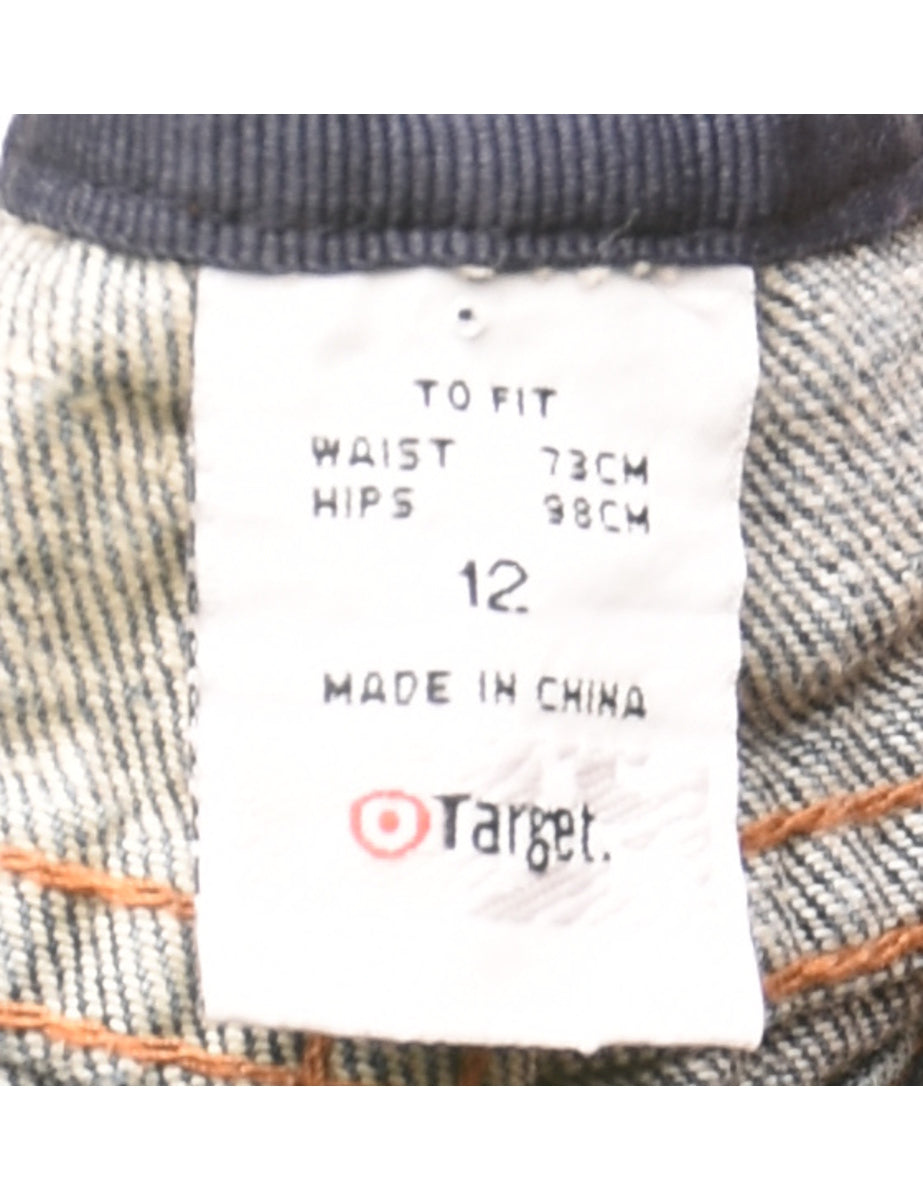 TO FIT
WAIST 73CM
HIPS 98CM
12
MADE IN CHINA
Target.